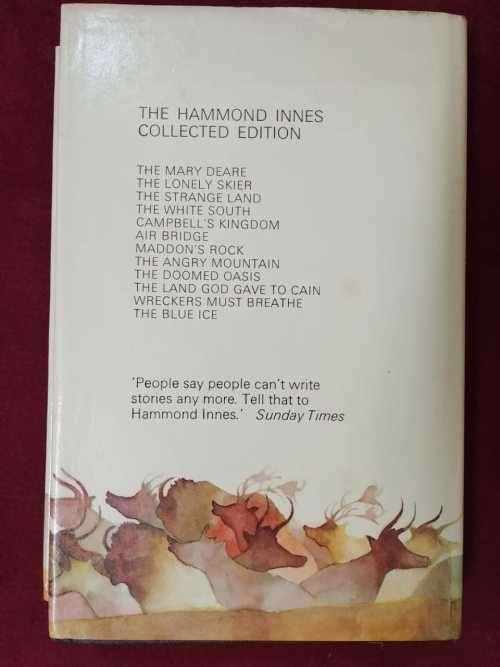 THE HAMMOND INNES
COLLECTED EDITION
THE MARY DEARE
THE LONELY SKIER
THE STRANGE LAND
THE WHITE SOUTH
CAMPBELL'S KINGDOM
AIR BRIDGE
MADDON'S ROCK
THE ANGRY MOUNTAIN
THE DOOMED OASIS
THE LAND GOD GAVE TO CAIN
WRECKERS MUST BREATHE
THE BLUE ICE
'People say people can't write
stories any more. Tell that to
Hammond Innes.' Sunday Times